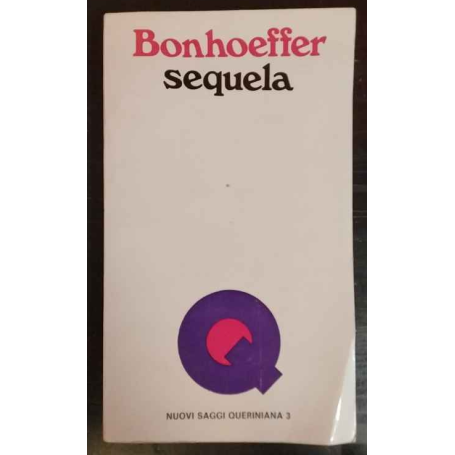 Bonhoeffer
sequela
NUOVI SAGGI QUERINIANA 3